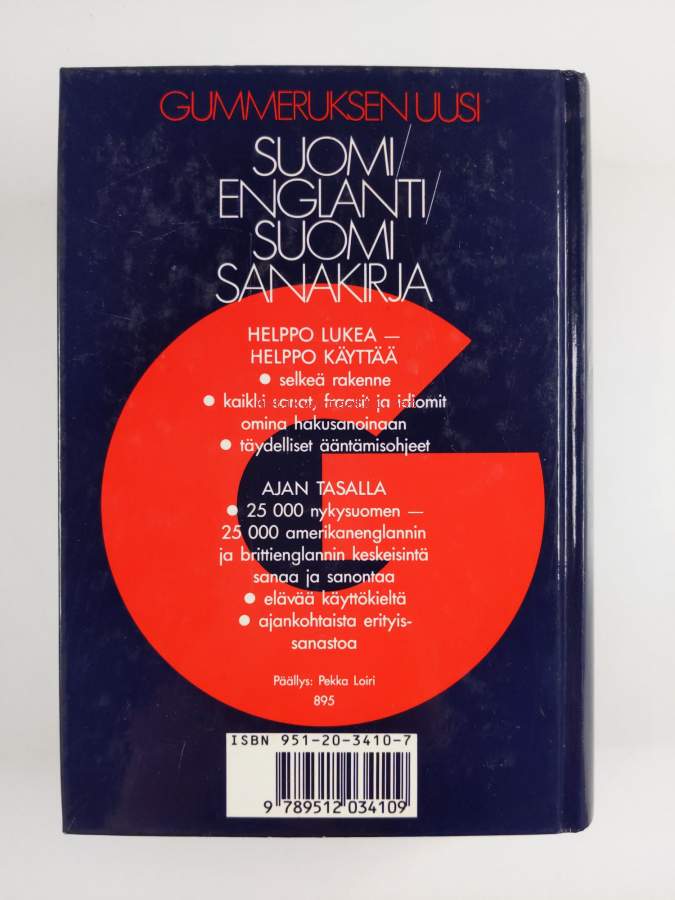 GUMMERUKSEN UUSI
SUOMI/
ENGLANTI/
SUOMI
SANAKIRJA
HELPPO LUKEA —
HELPPO KÄYTTÄÄ
● selkeä rakenne
● kaikki sanat, fraasit ja idiomit
omina hakusanoinaan
● täydelliset ääntämisohjeet
AJAN TASALLA
● 25 000 nykysuomen —
25 000 amerikanenglannin
ja brittienglannin keskeisintä
sanaa ja sanontaa
● elävää käyttökieltä
● ajankohtaista erityis-
sanastoa
Päällys: Pekka Loiri
895
ISBN 951-20-3410-7
9 789512 034109